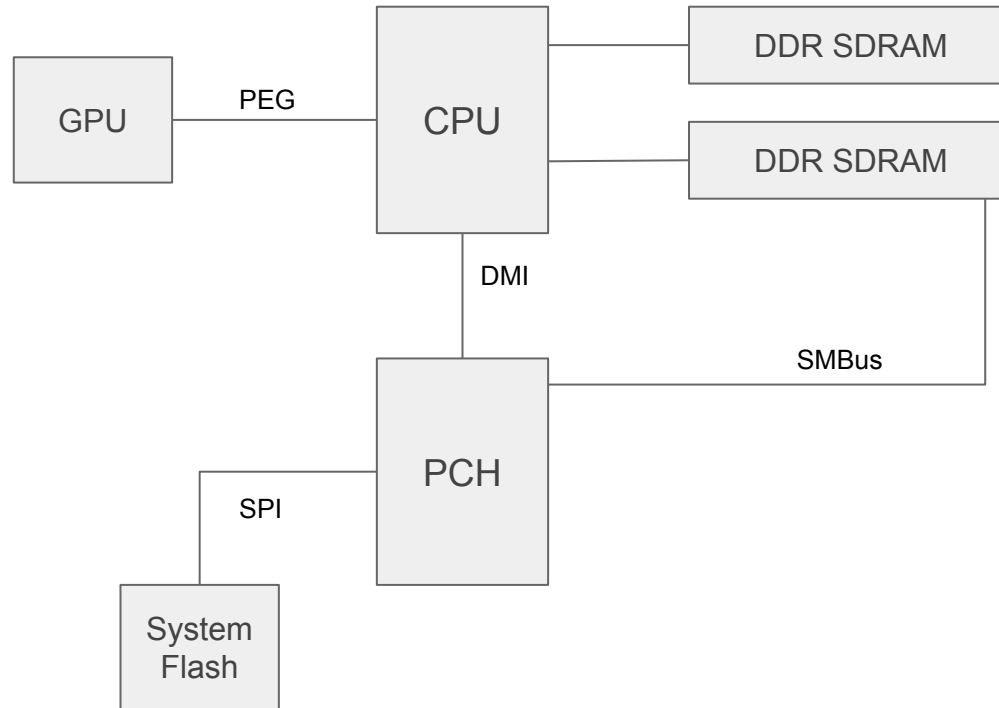 DDR SDRAM
GPU
PEG
CPU
DDR SDRAM
DMI
SMBus
PCH
SPI
System
Flash